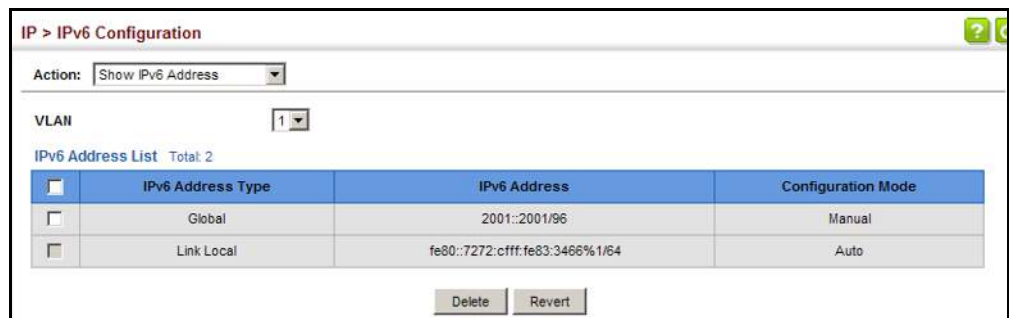 IP > IPv6 Configuration
?
Action: Show IPv6 Address
VLAN 1
IPv6 Address List Total: 2
IPv6 Address Type IPv6 Address Configuration Mode
Global 2001::2001/96 Manual
Link Local fe80::7272:cfff:fe83:3466%1/64 Auto
Delete Revert